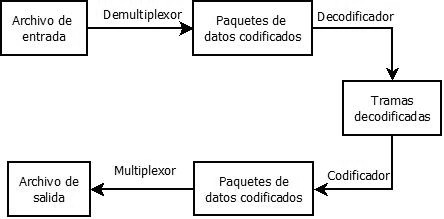 Archivo de
entrada
Demultiplexor
Paquetes de
datos codificados
Decodificador
Tramas
decodificadas
Codificador
Paquetes de
datos codificados
Multiplexor
Archivo de
salida